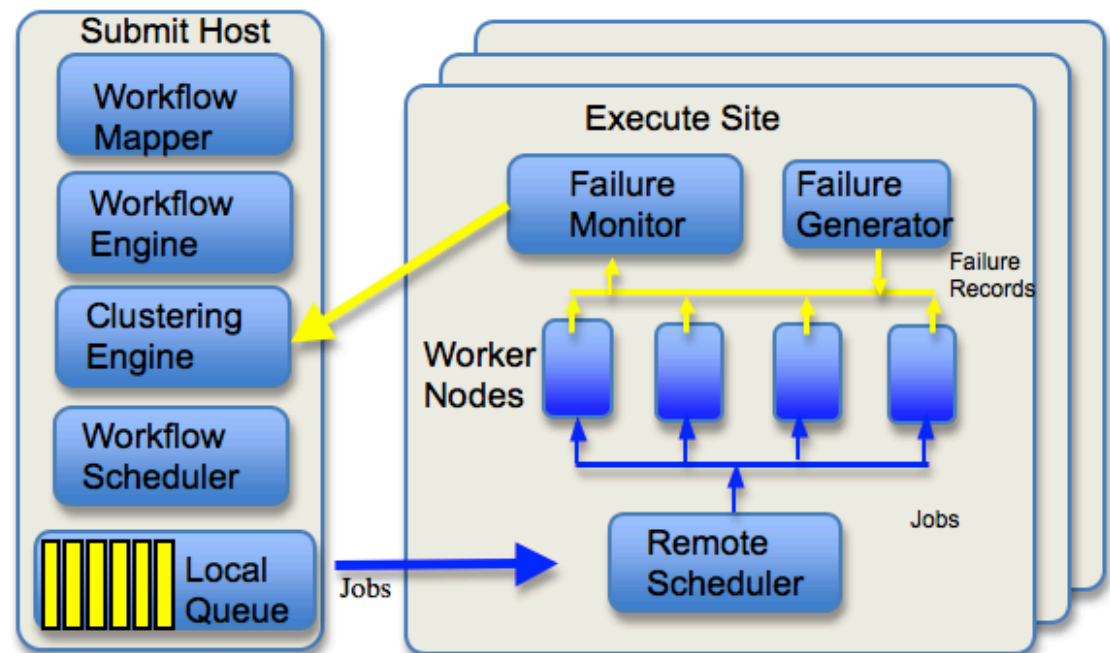 Submit Host
Workflow
Mapper
Workflow
Engine
Clustering
Engine
Workflow
Scheduler
Local
Queue
Jobs
Execute Site
Failure
Monitor
Failure
Generator
Failure
Records
Worker
Nodes
Jobs
Remote
Scheduler